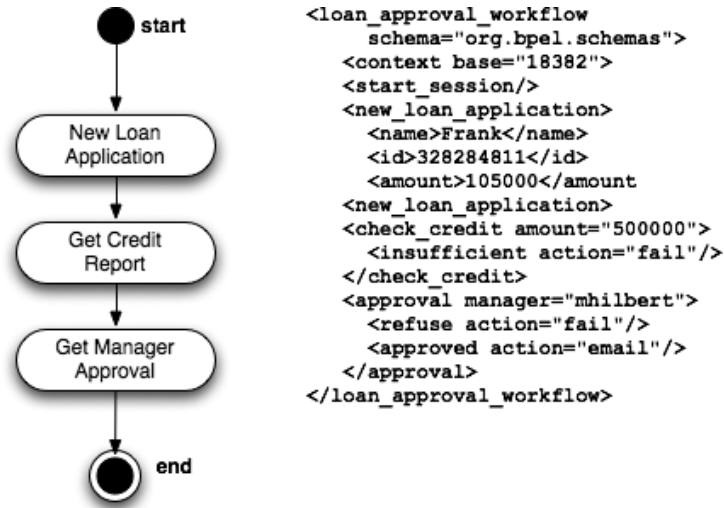 start
New Loan
Application
Get Credit
Report
Get Manager
Approval
end
<loan_approval_workflow
schema="org.bpel.schemas">
<context base="18382">
<start_session/>
<new_loan_application>
<name>Frank</name>
<id>328284811</id>
<amount>105000</amount
<new_loan_application>
<check_credit amount="500000">
<insufficient action="fail"/>
</check_credit>
<approval manager="mhilbert">
<refuse action="fail"/>
<approved action="email"/>
</approval>
</loan_approval_workflow>